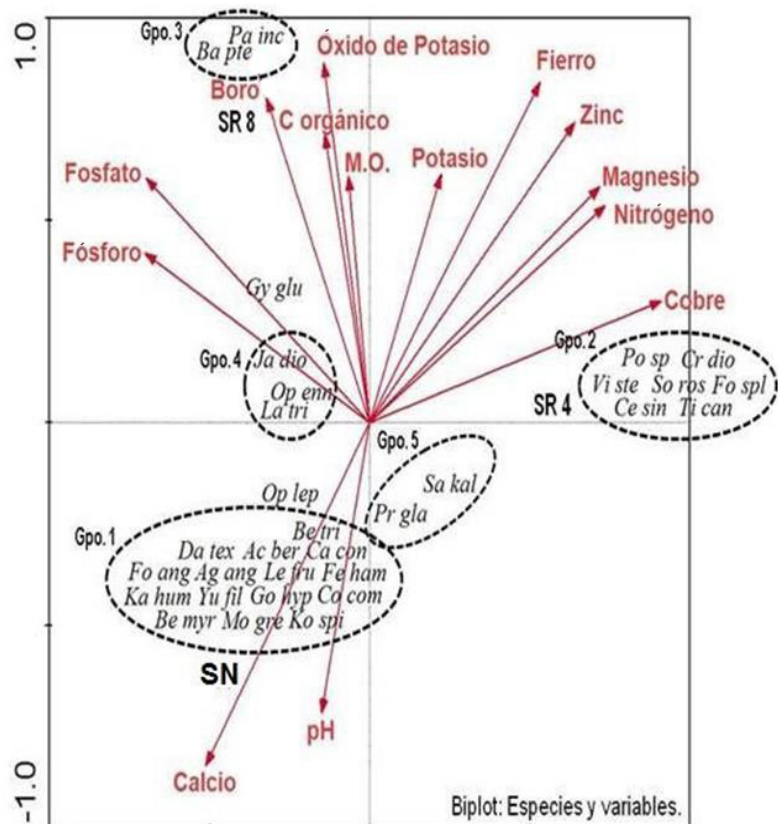 1.0
Gpo. 3
Pa inc
Ba pte
Óxido de Potasio
Fierro
Boro
SR 8
C orgánico
Zinc
M.O.
Potasio
Fosfato
Magnesio
Nitrógeno
Fósforo
Gy glu
Cobre
Gpo.4
Ja dio
Op enn
La tri
Gpo.2
Po sp Cr dio
Vi ste So ros Fo spl
Ce sin Ti can
SR 4
Gpo. 5
Sa kal
Pr gla
Op lep
Gpo.1
Be tri
Da tex Ac ber Ca con
Fo ang Ag ang Le fru Fe ham
Ka hum Yu fil Go hyp Co com
Be myr Mo gre Ko spi
SN
pH
Calcio
-1.0
Biplot: Especies y variables.